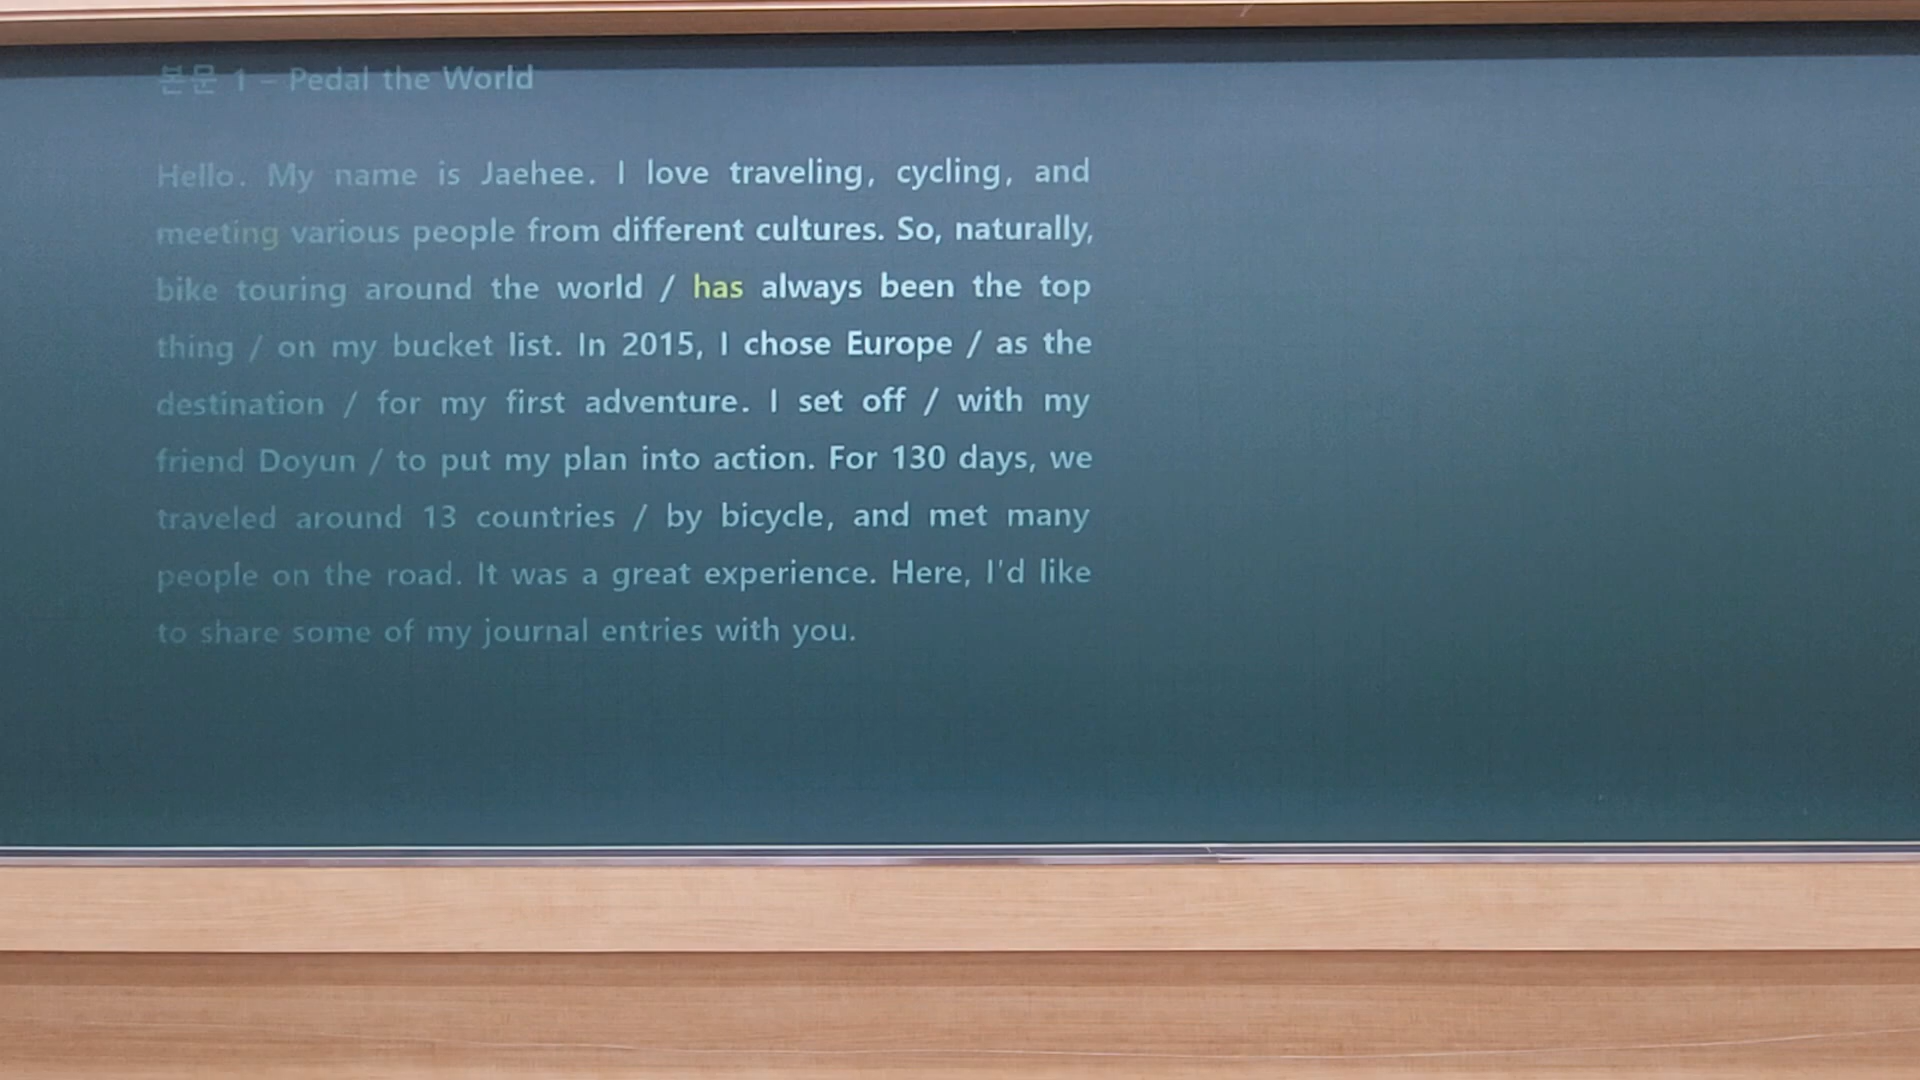 본문 1 – Pedal the World
Hello. My name is Jaehee. I love traveling, cycling, and
meeting various people from different cultures. So, naturally,
bike touring around the world / has always been the top
thing / on my bucket list. In 2015, I chose Europe / as the
destination / for my first adventure. I set off / with my
friend Doyun / to put my plan into action. For 130 days, we
traveled around 13 countries / by bicycle, and met many
people on the road. It was a great experience. Here, I'd like
to share some of my journal entries with you.